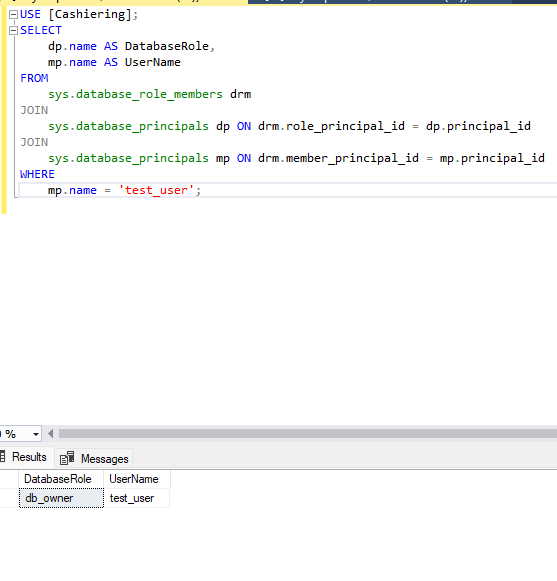 USE [Cashiering];
SELECT
dp.name AS DatabaseRole,
mp.name AS UserName
FROM
sys.database_role_members drm
JOIN
sys.database_principals dp ON drm.role_principal_id = dp.principal_id
JOIN
sys.database_principals mp ON drm.member_principal_id = mp.principal_id
WHERE
mp.name = 'test_user';
%
Results Messages
DatabaseRole UserName
db_owner test_user